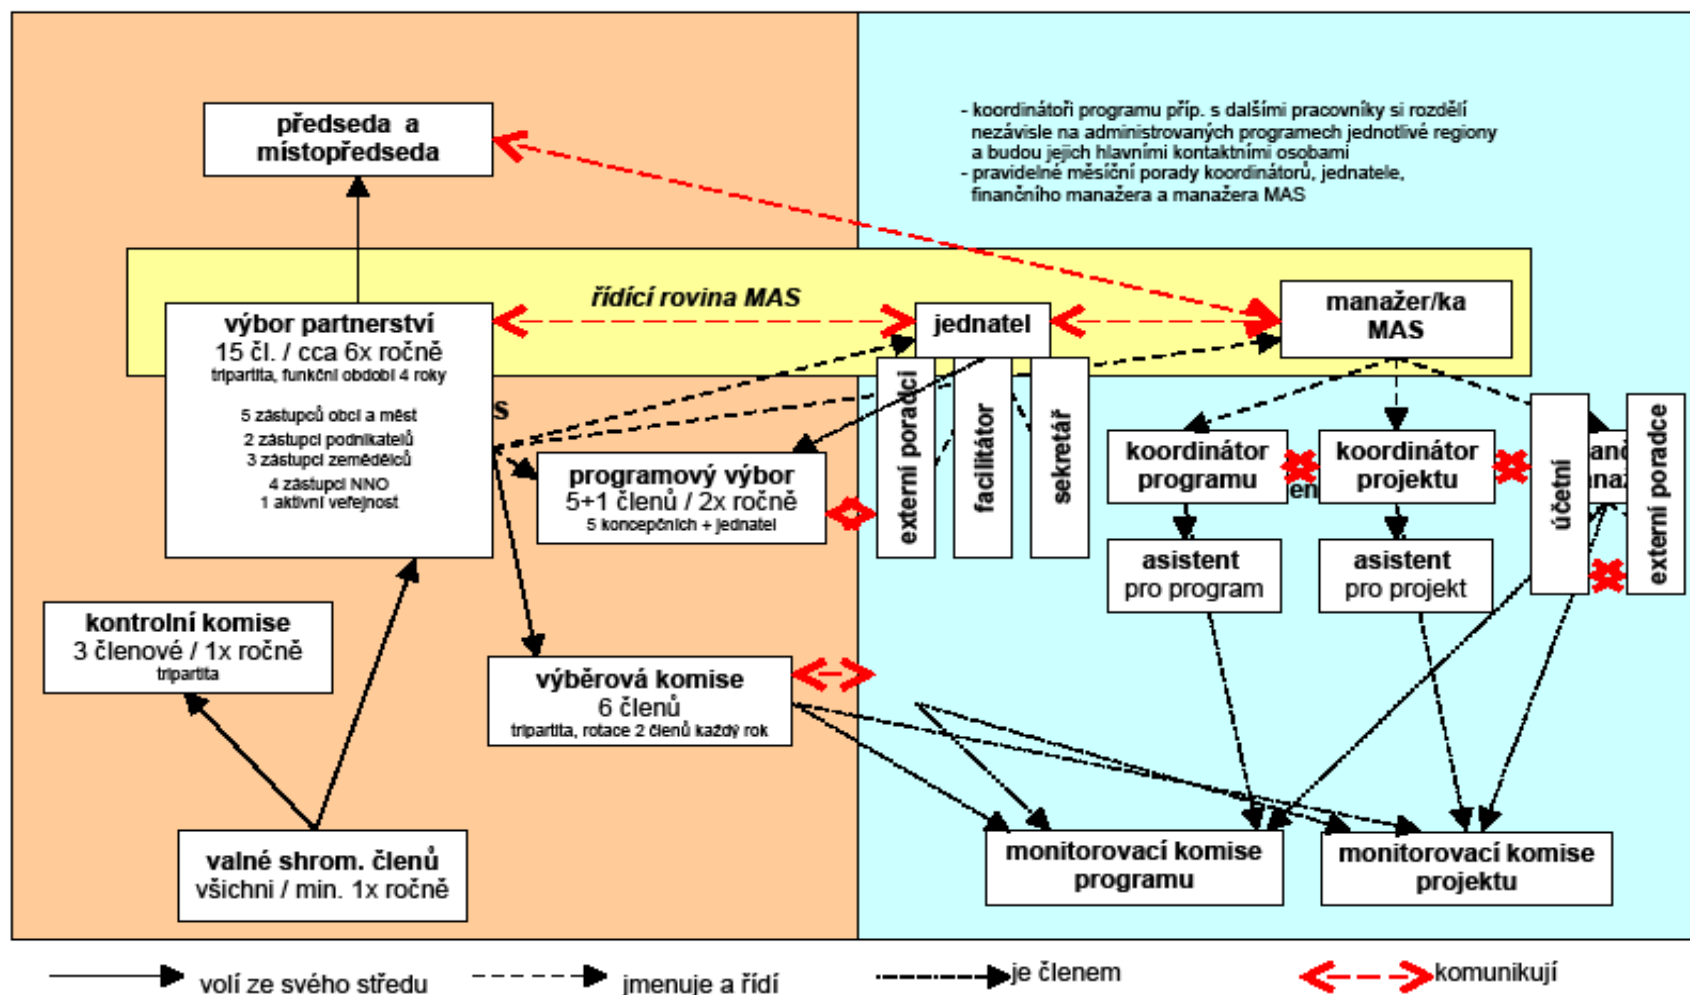 předseda a
místopředseda
- koordinátoři programu příp. s dalšími pracovníky si rozdělí
nezávisle na administrovaných programech jednotlivé regiony
a budou jejich hlavními kontaktními osobami
- pravidelné měsíční porady koordinátorů, jednatele,
finančního manažera a manažera MAS
řídící rovina MAS
výbor partnerství
15 čl. / cca 6x ročně
tripartita, funkční období 4 roky
5 zástupců obcí a měst
2 zástupci podnikatelů
3 zástupci zemědělců
4 zástupci NNO
1 aktivní veřejnost
s
jednatel
manažer/ka
MAS
externí poradci
facilitátor
sekretář
programový výbor
5+1 členů / 2x ročně
5 koncepčních + jednatel
koordinátor
programu
koordinátor
projektu
účetní
externí poradce
asistent
pro program
asistent
pro projekt
kontrolní komise
3 členové / 1x ročně
tripartita
výběrová komise
6 členů
tripartita, rotace 2 členů každý rok
valné shrom. členů
všichni / min. 1x ročně
monitorovací komise
programu
monitorovací komise
projektu
volí ze svého středu
jmenuje a řídí
je členem
komunikují